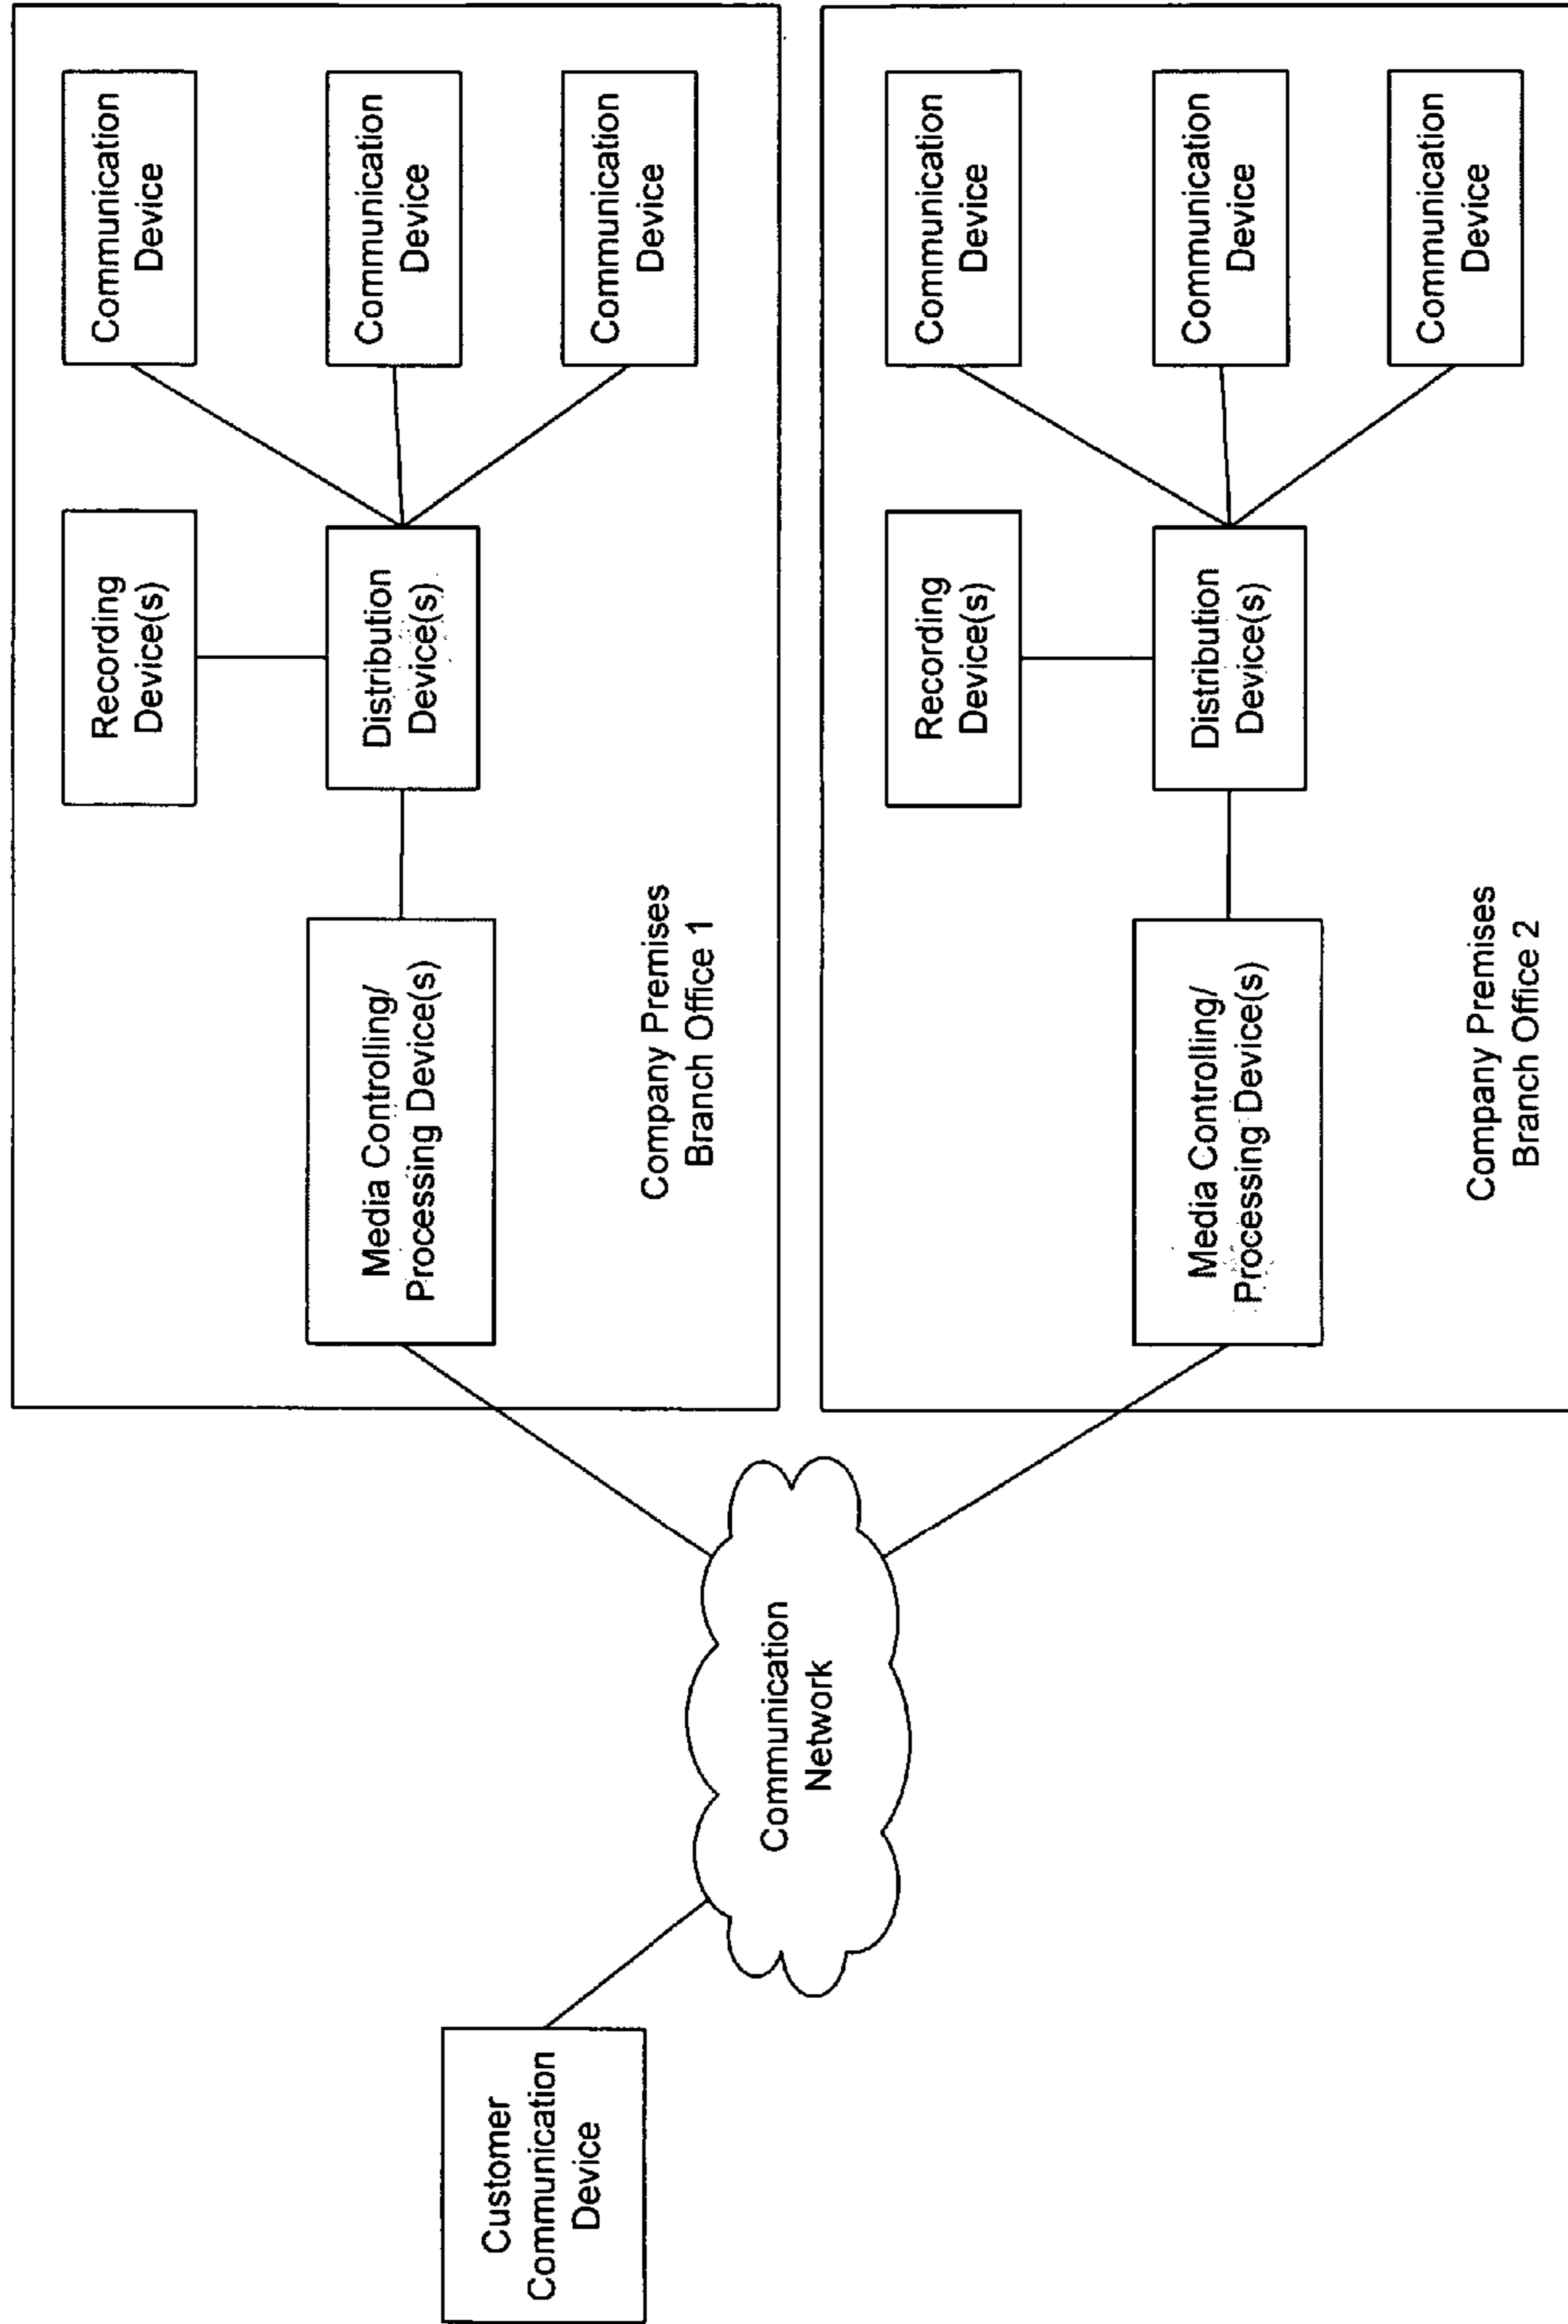 Customer
Communication
Device
Communication
Network
Media Controlling/
Processing Device(s)
Company Premises
Branch Office 1
Recording
Device(s)
Distribution
Device(s)
Communication
Device
Communication
Device
Communication
Device
Media Controlling/
Processing Device(s)
Company Premises
Branch Office 2
Recording
Device(s)
Distribution
Device(s)
Communication
Device
Communication
Device
Communication
Device